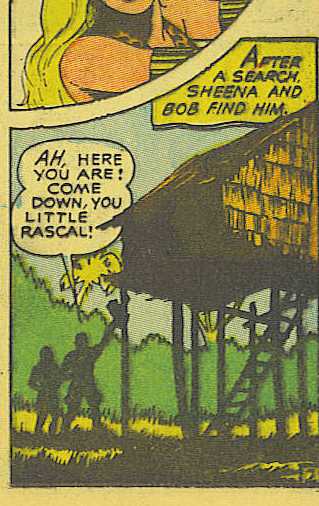 AFTER
A SEARCH,
SHEENA AND
BOB FIND HIM.
AH, HERE
YOU ARE!
COME
DOWN, YOU
LITTLE
RASCAL!